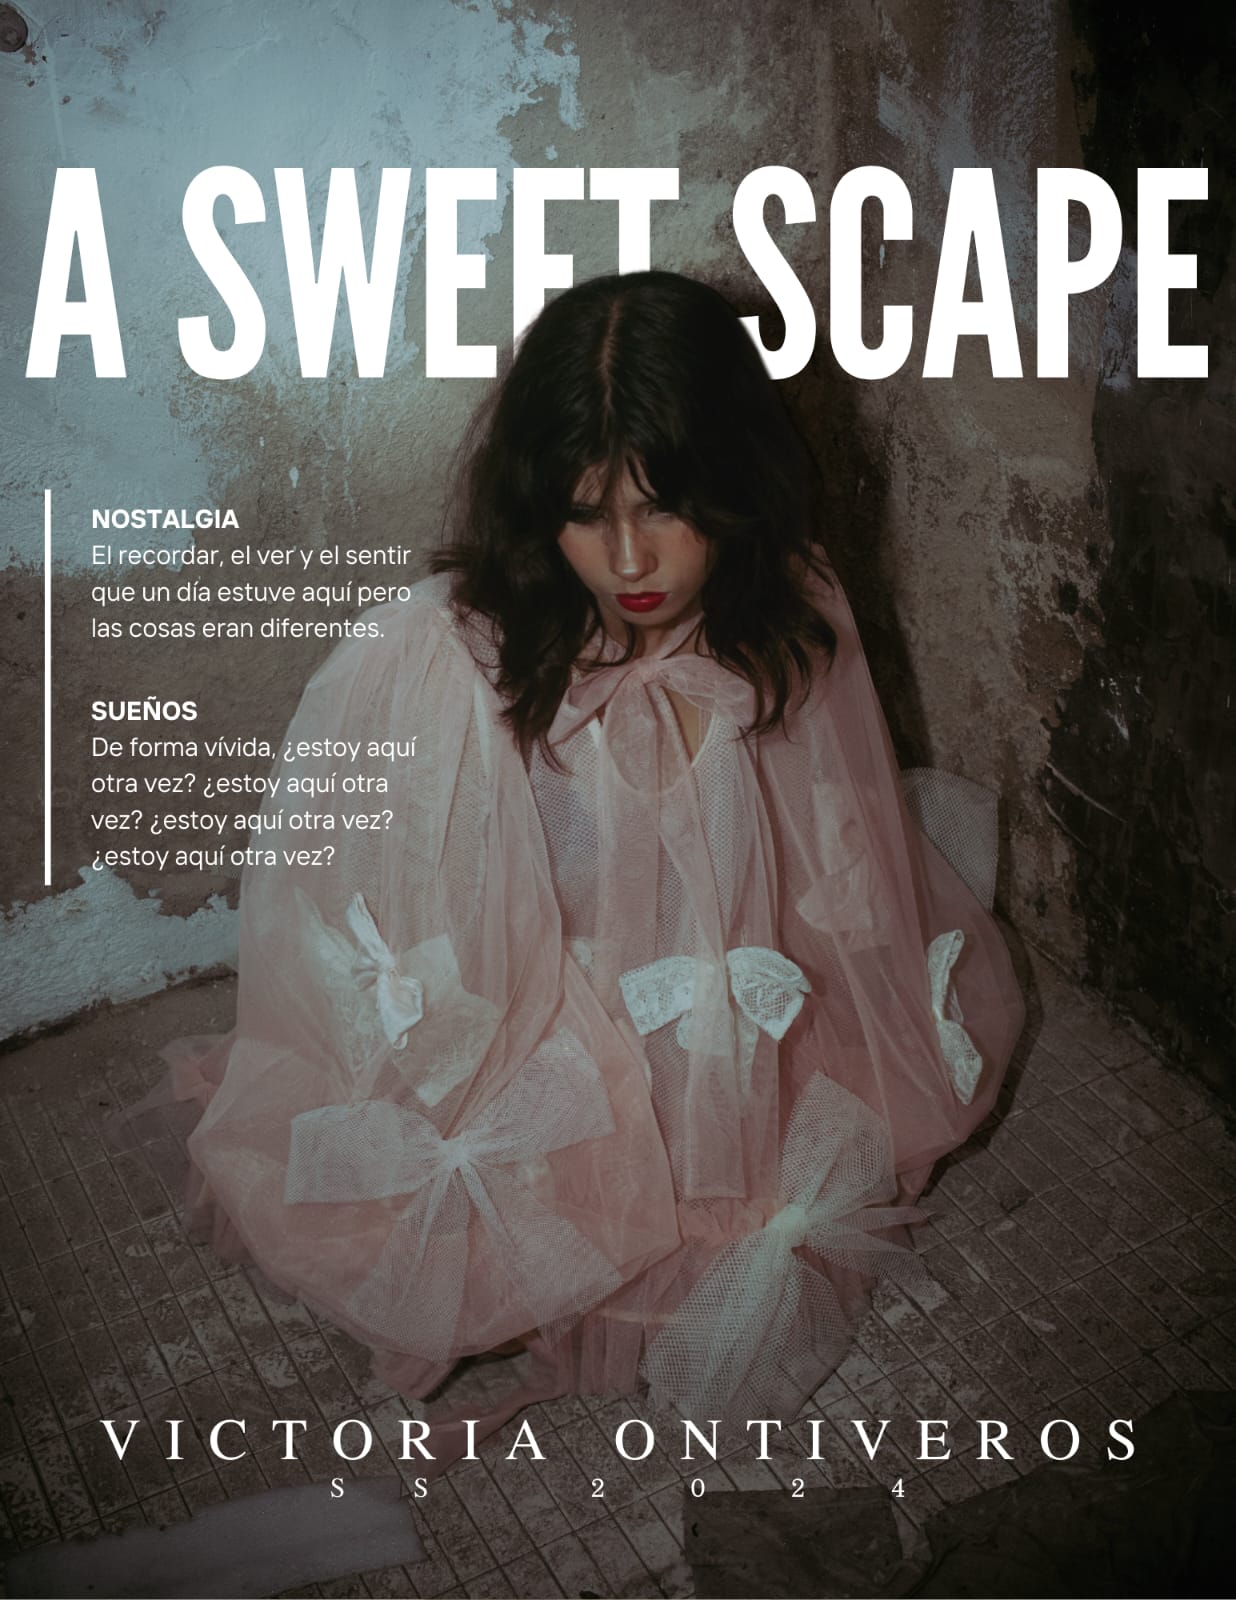 A SWEET SCAPE
NOSTALGIA
El recordar, el ver y el sentir
que un día estuve aquí pero
las cosas eran diferentes.
SUEÑOS
De forma vívida, ¿estoy aquí
otra vez? ¿estoy aquí otra
vez? ¿estoy aquí otra vez?
¿estoy aquí otra vez?
VICTORIA ONTIVEROS
SS 2024